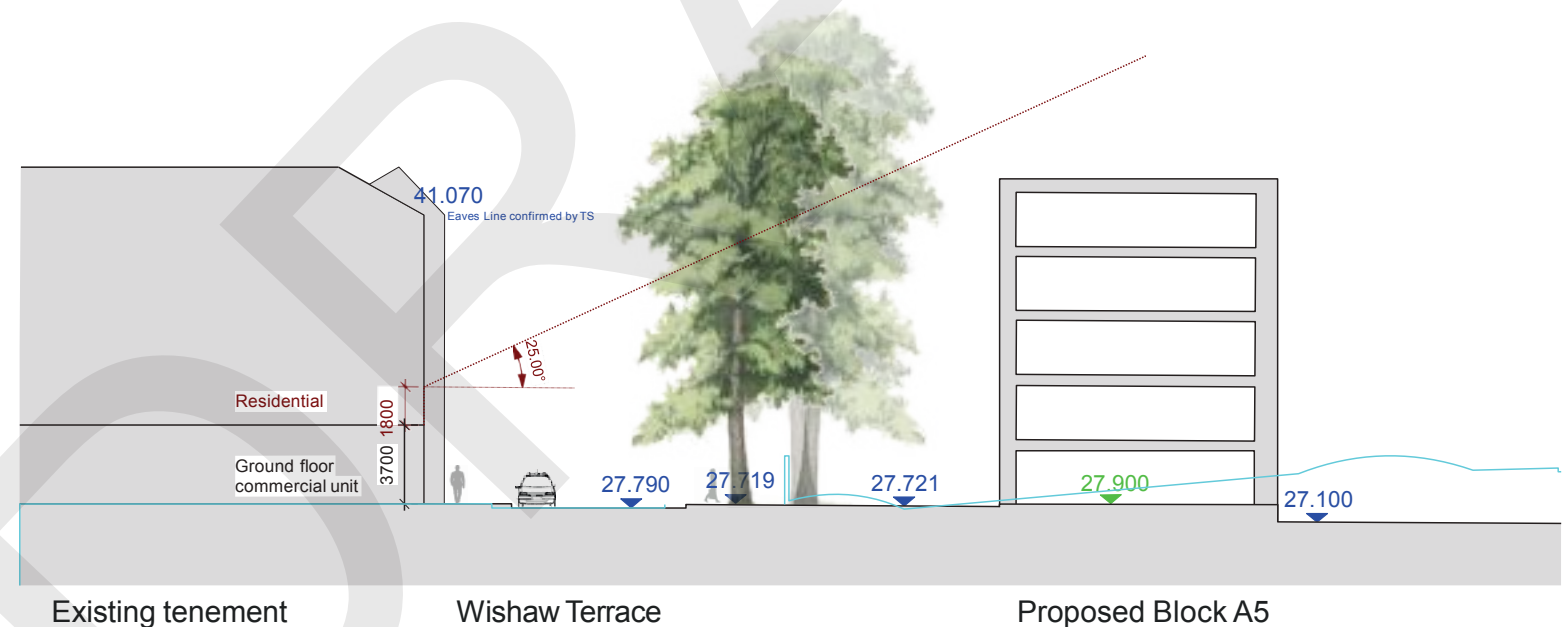 41.070
Eaves Line confirmed by TS
25.00°
Residential
1800
Ground floor
commercial unit
3700
27.790
27.719
27.721
27.900
27.100
Existing tenement
Wishaw Terrace
Proposed Block A5